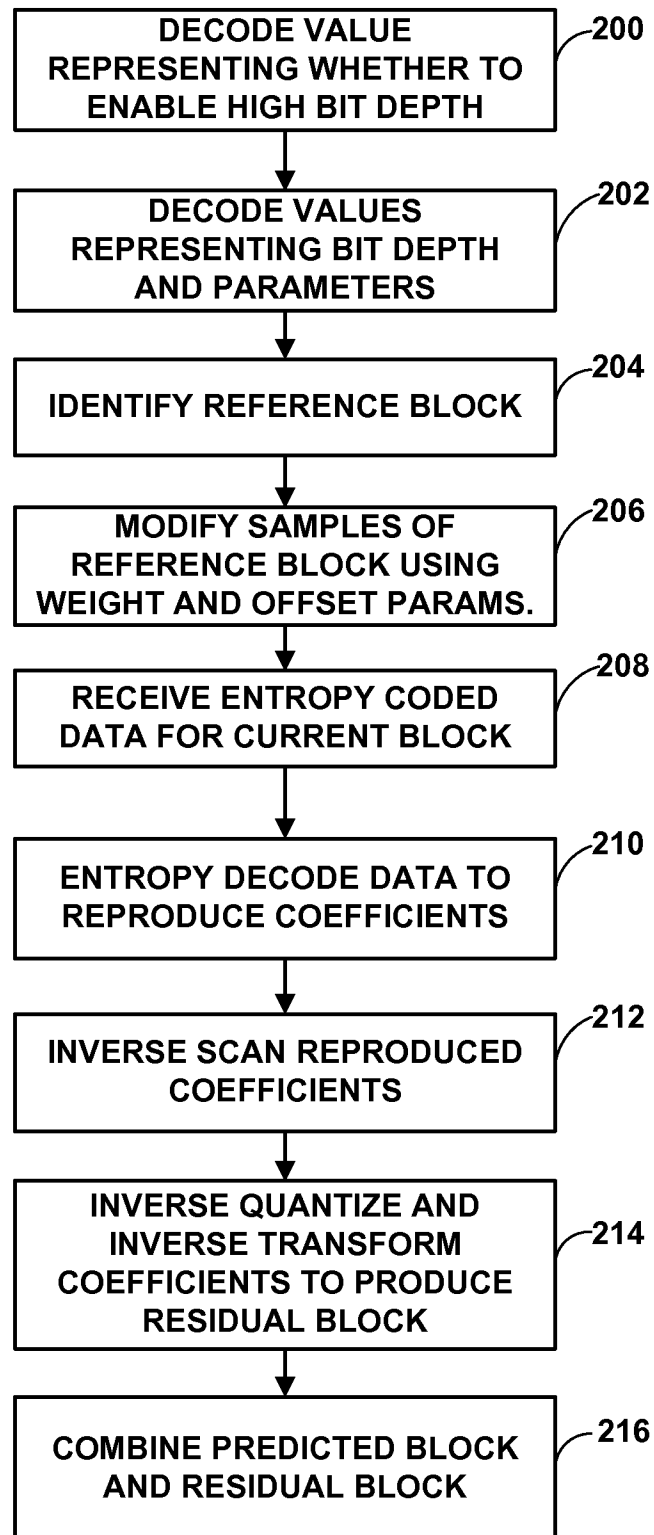 DECODE VALUE
REPRESENTING WHETHER TO
ENABLE HIGH BIT DEPTH
200
DECODE VALUES
REPRESENTING BIT DEPTH
AND PARAMETERS
202
IDENTIFY REFERENCE BLOCK
204
MODIFY SAMPLES OF
REFERENCE BLOCK USING
WEIGHT AND OFFSET PARAMS.
206
RECEIVE ENTROPY CODED
DATA FOR CURRENT BLOCK
208
ENTROPY DECODE DATA TO
REPRODUCE COEFFICIENTS
210
INVERSE SCAN REPRODUCED
COEFFICIENTS
212
INVERSE QUANTIZE AND
INVERSE TRANSFORM
COEFFICIENTS TO PRODUCE
RESIDUAL BLOCK
214
COMBINE PREDICTED BLOCK
AND RESIDUAL BLOCK
216